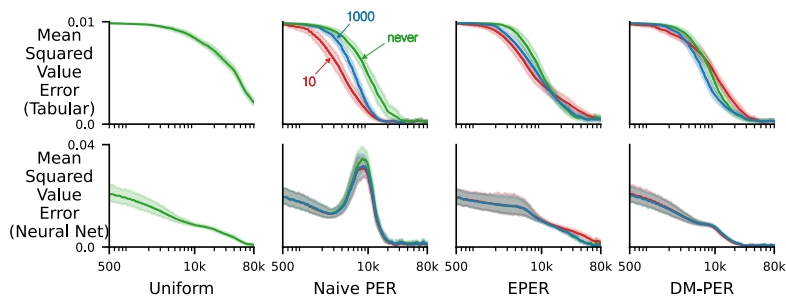 Mean
Squared
Value
Error
(Tabular)
0.01
0.0
1000
never
10
Mean
Squared
Value
Error
(Neural Net)
0.04
0.0
500 10k 80k
500 10k 80k
500 10k 80k
500 10k 80k
Uniform
Naive PER
EPER
DM-PER